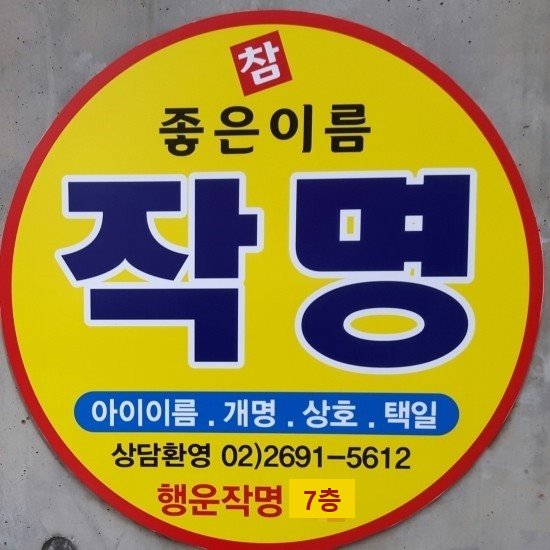 참
좋은이름
작명
아이이름 . 개명 . 상호 . 택일
상담환영 02)2691-5612
행운작명 7층